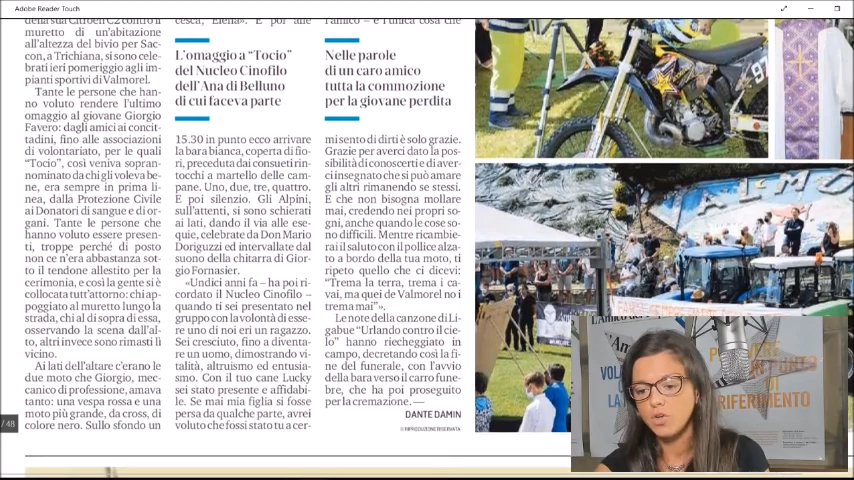 Adobe Reader Touch
della sua Citroen C2 contro il
muretto di un'abitazione
all'altezza del bivio per Sac-
con, a Trichiana, si sono cele-
brati ieri pomeriggio agli im-
pianti sportivi di Valmorel.
Tante le persone che han-
no voluto rendere l'ultimo
omaggio al giovane Giorgio
Favero: dagli amici ai concit-
tadini, fino alle associazioni
di volontariato, per le quali
"Tocio", così veniva sopran-
nominato da chi gli voleva be-
ne, era sempre in prima li-
nea, dalla Protezione Civile
ai Donatori di sangue e di or-
gani. Tante le persone che
hanno voluto essere presen-
ti, troppe perché di posto
non ce n'era abbastanza sot-
to il tendone allestito per la
cerimonia, e così la gente si è
collocata tutt'attorno: chi ap-
poggiato al muretto lungo la
strada, chi al di sopra di essa,
osservando la scena dall'al-
to, altri invece sono rimasti lì
vicino.
Ai lati dell'altare c'erano le
due moto che Giorgio, mec-
canico di professione, amava
tanto: una vespa rossa e una
moto più grande, da cross, di
colore nero. Sullo sfondo un
cesca, Elena». E poi alle
L'omaggio a "Tocio"
del Nucleo Cinofilo
dell'Ana di Belluno
di cui faceva parte
15.30 in punto ecco arrivare
la bara bianca, coperta di fio-
ri, preceduta dai consueti rin-
tocchi a martello delle cam-
pane. Uno, due, tre, quattro.
E poi silenzio. Gli Alpini,
sull'attenti, si sono schierati
ai lati, dando il via alle ese-
quie, celebrate da Don Mario
Doriguzzi ed intervallate dal
suono della chitarra di Gior-
gio Fornasier.
«Undici anni fa – ha poi ri-
cordato il Nucleo Cinofilo –
quando ti sei presentato nel
gruppo con la volontà di esse-
re uno di noi eri un ragazzo.
Sei cresciuto, fino a diventa-
re un uomo, dimostrando vi-
talità, altruismo ed entusia-
smo. Con il tuo cane Lucky
sei stato presente e affidabi-
le. Se mai mia figlia si fosse
persa da qualche parte, avrei
voluto che fossi stato tu a cer-
l'amico – è l'unica cosa che
Nelle parole
di un caro amico
tutta la commozione
per la giovane perdita
mi sento di dirti è solo grazie.
Grazie per averci dato la pos-
sibilità di conoscerti e di aver-
ci insegnato che si può amare
gli altri rimanendo se stessi.
E che non bisogna mollare
mai, credendo nei propri so-
gni, anche quando le cose so-
no difficili. Mentre ricambie-
rai il saluto con il pollice alza-
to a bordo della tua moto, ti
ripeto quello che ci dicevi:
"Trema la terra, trema i ca-
vai, ma quei de Valmorel no i
trema mai"».
Le note della canzone di Li-
gabue "Urlando contro il cie-
lo" hanno riecheggiato in
campo, decretando così la fi-
ne del funerale, con l'avvio
della bara verso il carro fune-
bre, che ha poi proseguito
per la cremazione. —
DANTE DAMIN
© RIPRODUZIONE RISERVATA
/ 48
RIFERIMENTO